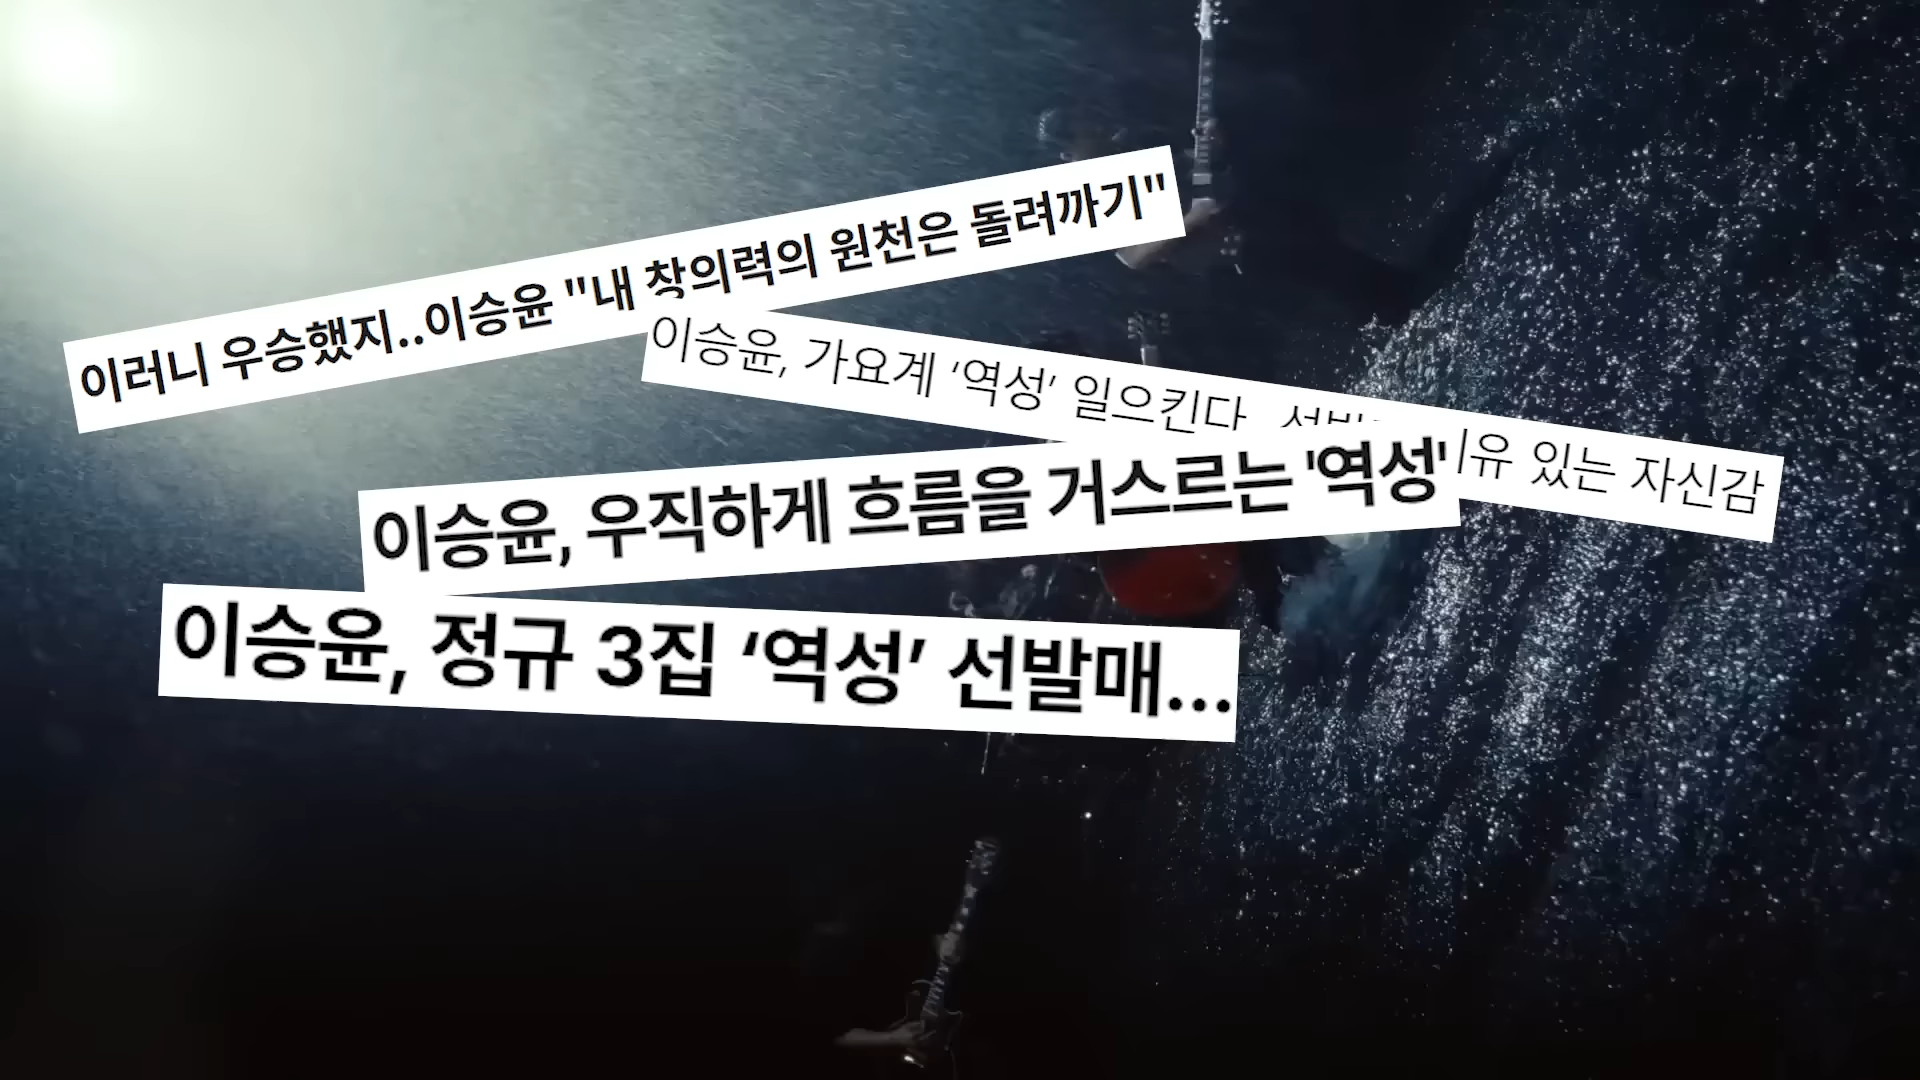 이러니 우승했지..이승윤 "내 창의력의 원천은 돌려까기"
이승윤, 가요계 ‘역성’ 일으킨다 있는 자신감
이승윤, 우직하게 흐름을 거스르는 '역성'
이승윤, 정규 3집 ‘역성’ 선발매...